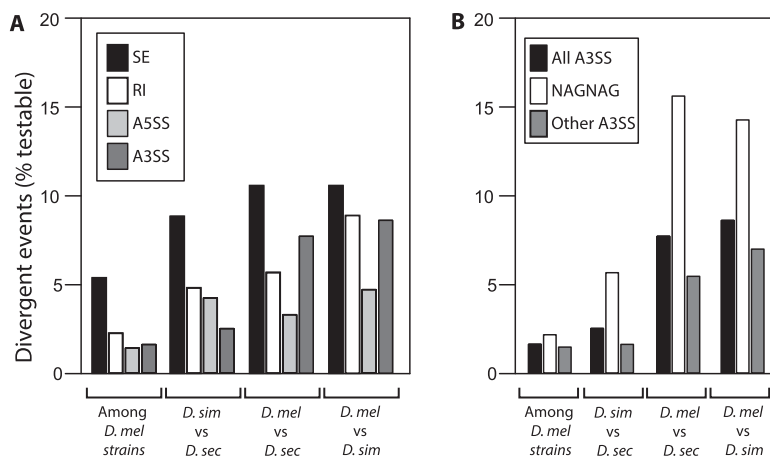 A
B
Divergent events (% testable)
20
15
10
5
0
SE
RI
A5SS
A3SS
Among
D. mel
strains
D. sim
vs
D. sec
D. mel
vs
D. sec
D. mel
vs
D. sim
20
15
10
5
0
All A3SS
NAGNAG
Other A3SS
Among
D. mel
strains
D. sim
vs
D. sec
D. mel
vs
D. sec
D. mel
vs
D. sim